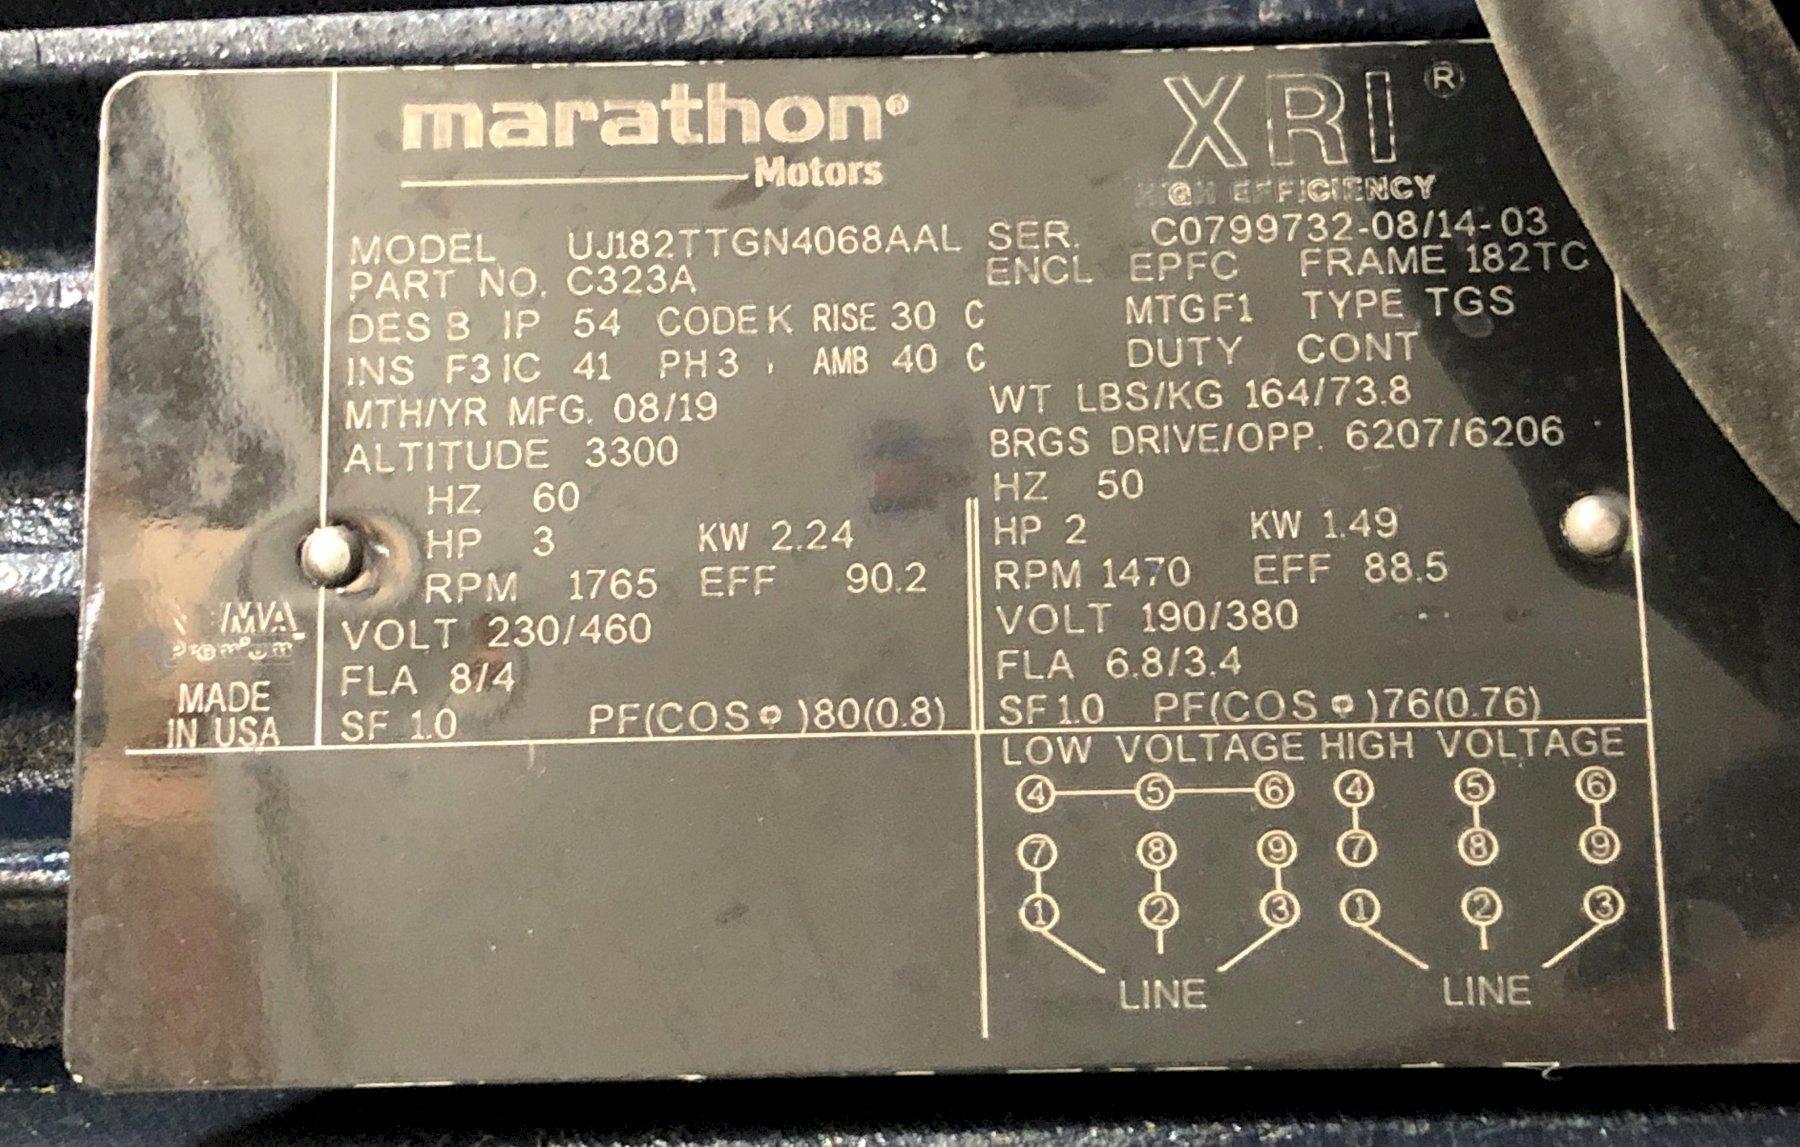 marathon®
Motors
XRI®
HIGH EFFICIENCY
MODEL UJ182TTGN4068AAL SER. C0799732-08/14-03
PART NO. C323A ENCL EPFC FRAME 182TC
DES B IP 54 CODE K RISE 30 C MTG F1 TYPE TGS
INS F3 IC 41 PH 3 AMB 40 C DUTY CONT
MTH/YR MFG. 08/19 WT LBS/KG 164/73.8
ALTITUDE 3300 BRGS DRIVE/OPP. 6207/6206
HZ 60 HZ 50
HP 3 KW 2.24 HP 2 KW 1.49
RPM 1765 EFF 90.2 RPM 1470 EFF 88.5
VOLT 230/460 VOLT 190/380
FLA 8/4 FLA 6.8/3.4
SF 1.0 PF(COS φ)80(0.8) SF 1.0 PF(COS φ)76(0.76)
Premium
MADE
IN USA
LOW VOLTAGE HIGH VOLTAGE
4 5 6 4 5 6
7 8 9 7 8 9
1 2 3 1 2 3
LINE LINE